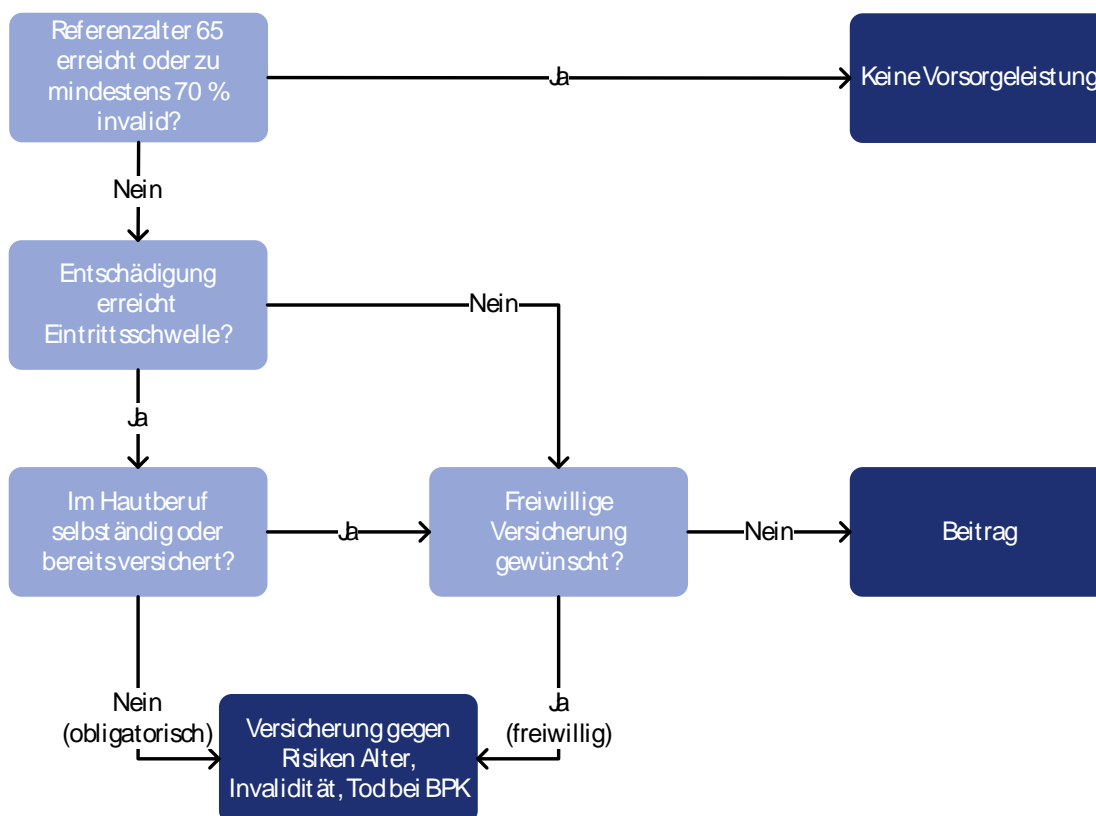 Referenzalter 65
erreicht oder zu
mindestens 70 %
invalid?
Ja
Keine Vorsorgeleistung
Nein
Entschädigung
erreicht
Eintrittsschwelle?
Nein
Ja
Im Hautberuf
selbständig oder
bereits versichert?
Ja
Freiwillige
Versicherung
gewünscht?
Nein
Beitrag
Nein
(obligatorisch)
Versicherung gegen
Risiken Alter,
Invalidität, Tod bei BPK
Ja
(freiwillig)